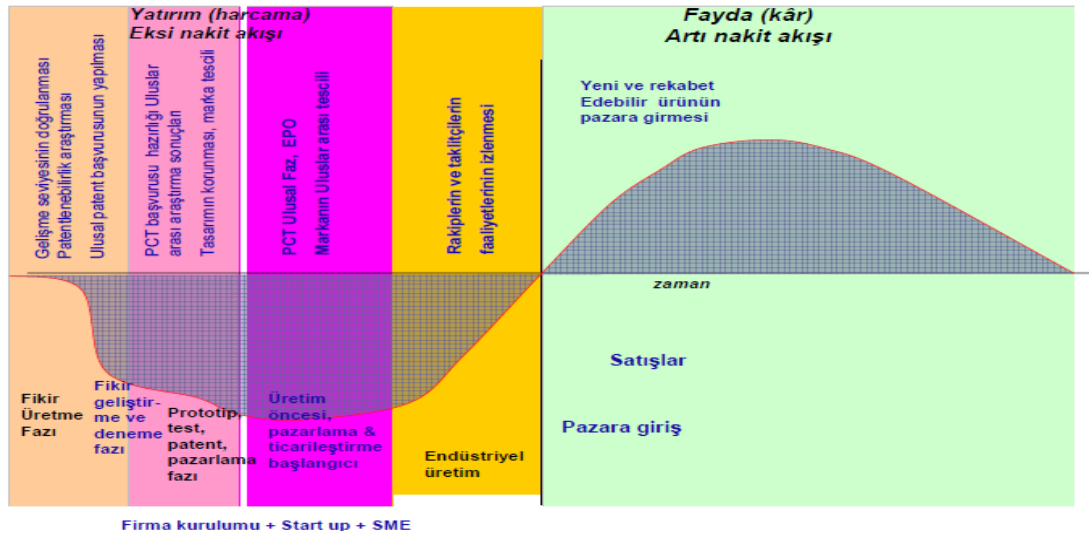 Yatırım (harcama)
Eksi nakit akışı
Fayda (kâr)
Artı nakit akışı
Gelişme seviyesinin doğrulanması
Patentlenebilirlik araştırması
Ulusal patent başvurusunun yapılması
PCT başvurusu hazırlığı Uluslar
arası araştırma sonuçları
Tasarımın korunması, marka tescili
PCT Ulusal Faz, EPO
Markanın Uluslar arası tescili
Rakiplerin ve taklitçilerin
faaliyetlerinin izlenmesi
Yeni ve rekabet
Edebilir ürünün
pazara girmesi
zaman
Fikir
Üretme
Fazı
Fikir
geliştir-
me ve
deneme
fazı
Prototip,
test,
patent,
pazarlama
fazı
Üretim
öncesi,
pazarlama &
ticarileştirme
başlangıcı
Endüstriyel
üretim
Satışlar
Pazara giriş
Firma kurulumu + Start up + SME